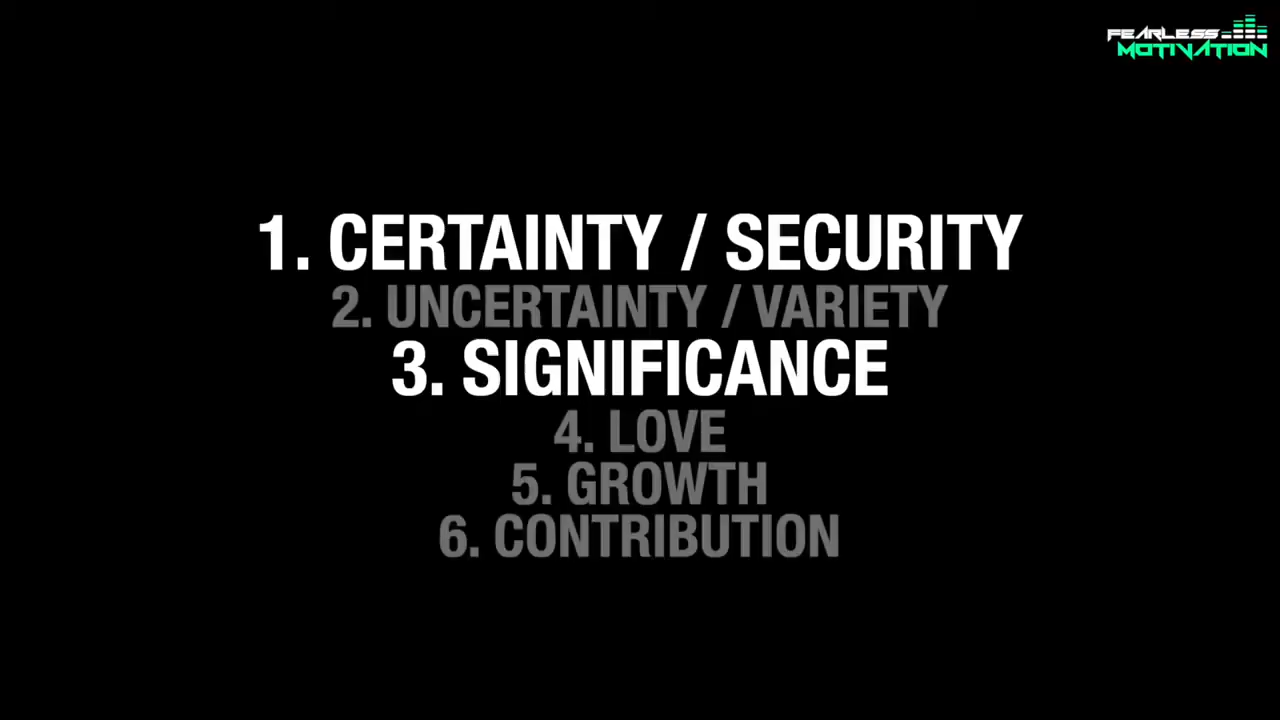 FEARLESS
MOTIVATION
1. CERTAINTY / SECURITY
2. UNCERTAINTY / VARIETY
3. SIGNIFICANCE
4. LOVE
5. GROWTH
6. CONTRIBUTION